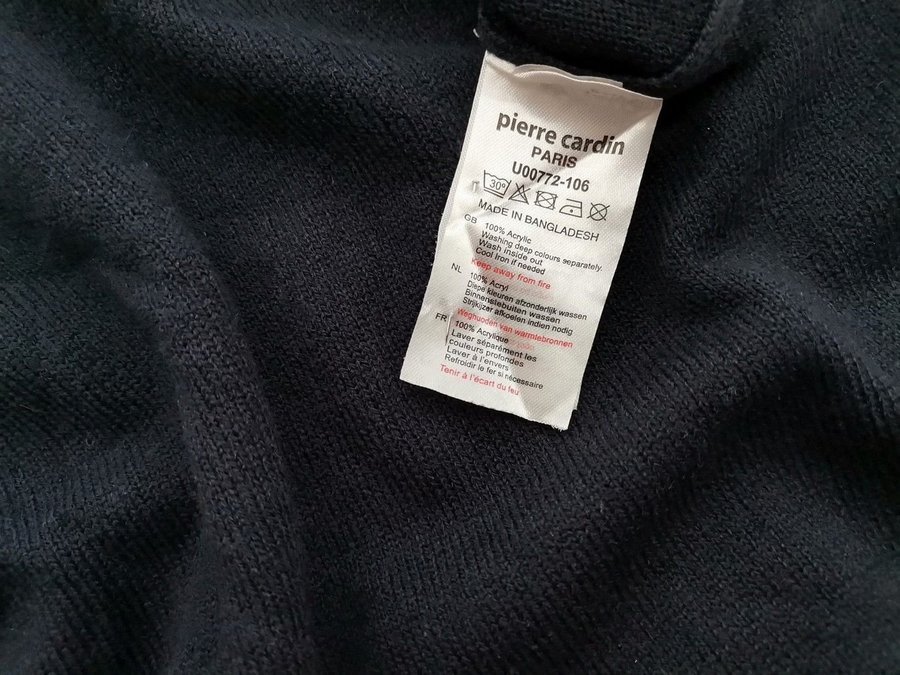 pierre cardin
PARIS
U00772-106
30°
MADE IN BANGLADESH
GB 100% Acrylic
Washing deep colours separately.
Wash inside out
Cool Iron if needed
Keep away from fire
NL 100% Acryl
Diepe kleuren afzonderlijk wassen
Binnenstebuiten wassen
Strijkijzer afkoelen indien nodig
Weghuoden van warmtebronnen
FR 100% Acrylique
Laver séparément les
couleurs profondes
Laver à l'envers
Refroidir le fer si nécessaire
Tenir à l'écart du feu